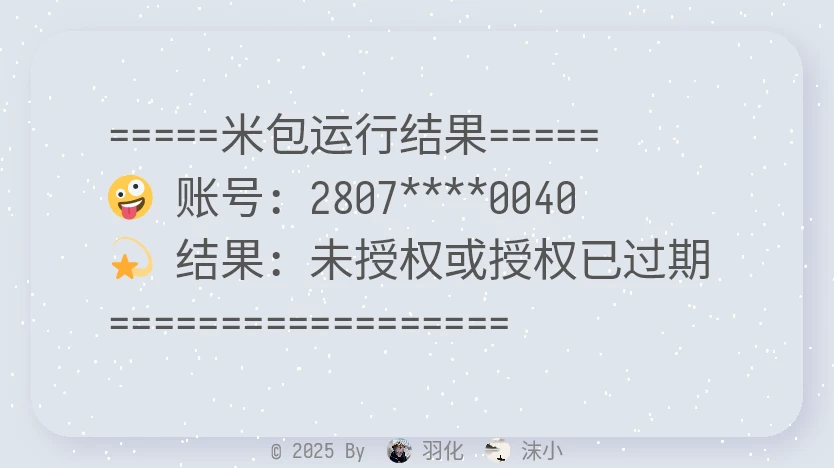 =====米包运行结果=====
🤪 账号: 2807****0040
💫 结果: 未授权或授权已过期
==================
© 2025 By 羽化 沫小